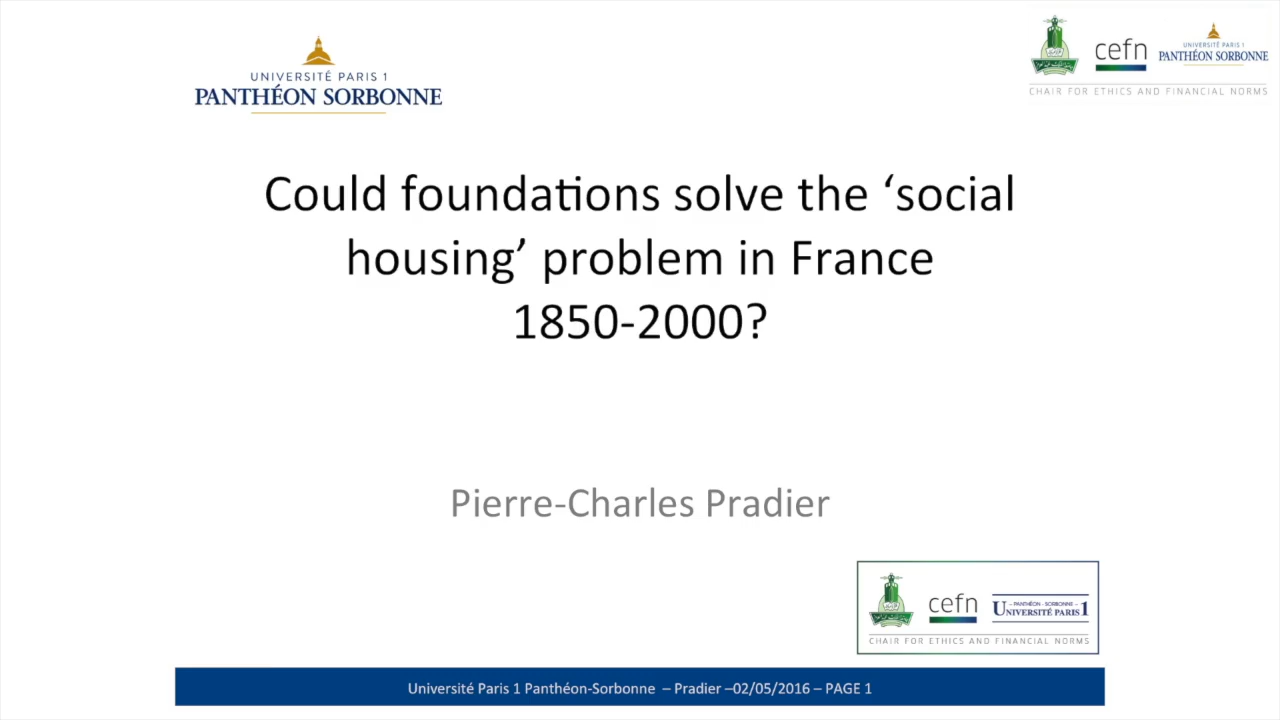 UNIVERSITÉ PARIS 1
PANTHÉON SORBONNE
cefn
UNIVERSITÉ PARIS 1
PANTHÉON SORBONNE
CHAIR FOR ETHICS AND FINANCIAL NORMS
Could foundations solve the ‘social
housing’ problem in France
1850-2000?
Pierre-Charles Pradier
cefn
– PANTHÉON - SORBONNE –
UNIVERSITÉ PARIS 1
CHAIR FOR ETHICS AND FINANCIAL NORMS
Université Paris 1 Panthéon-Sorbonne – Pradier –02/05/2016 – PAGE 1